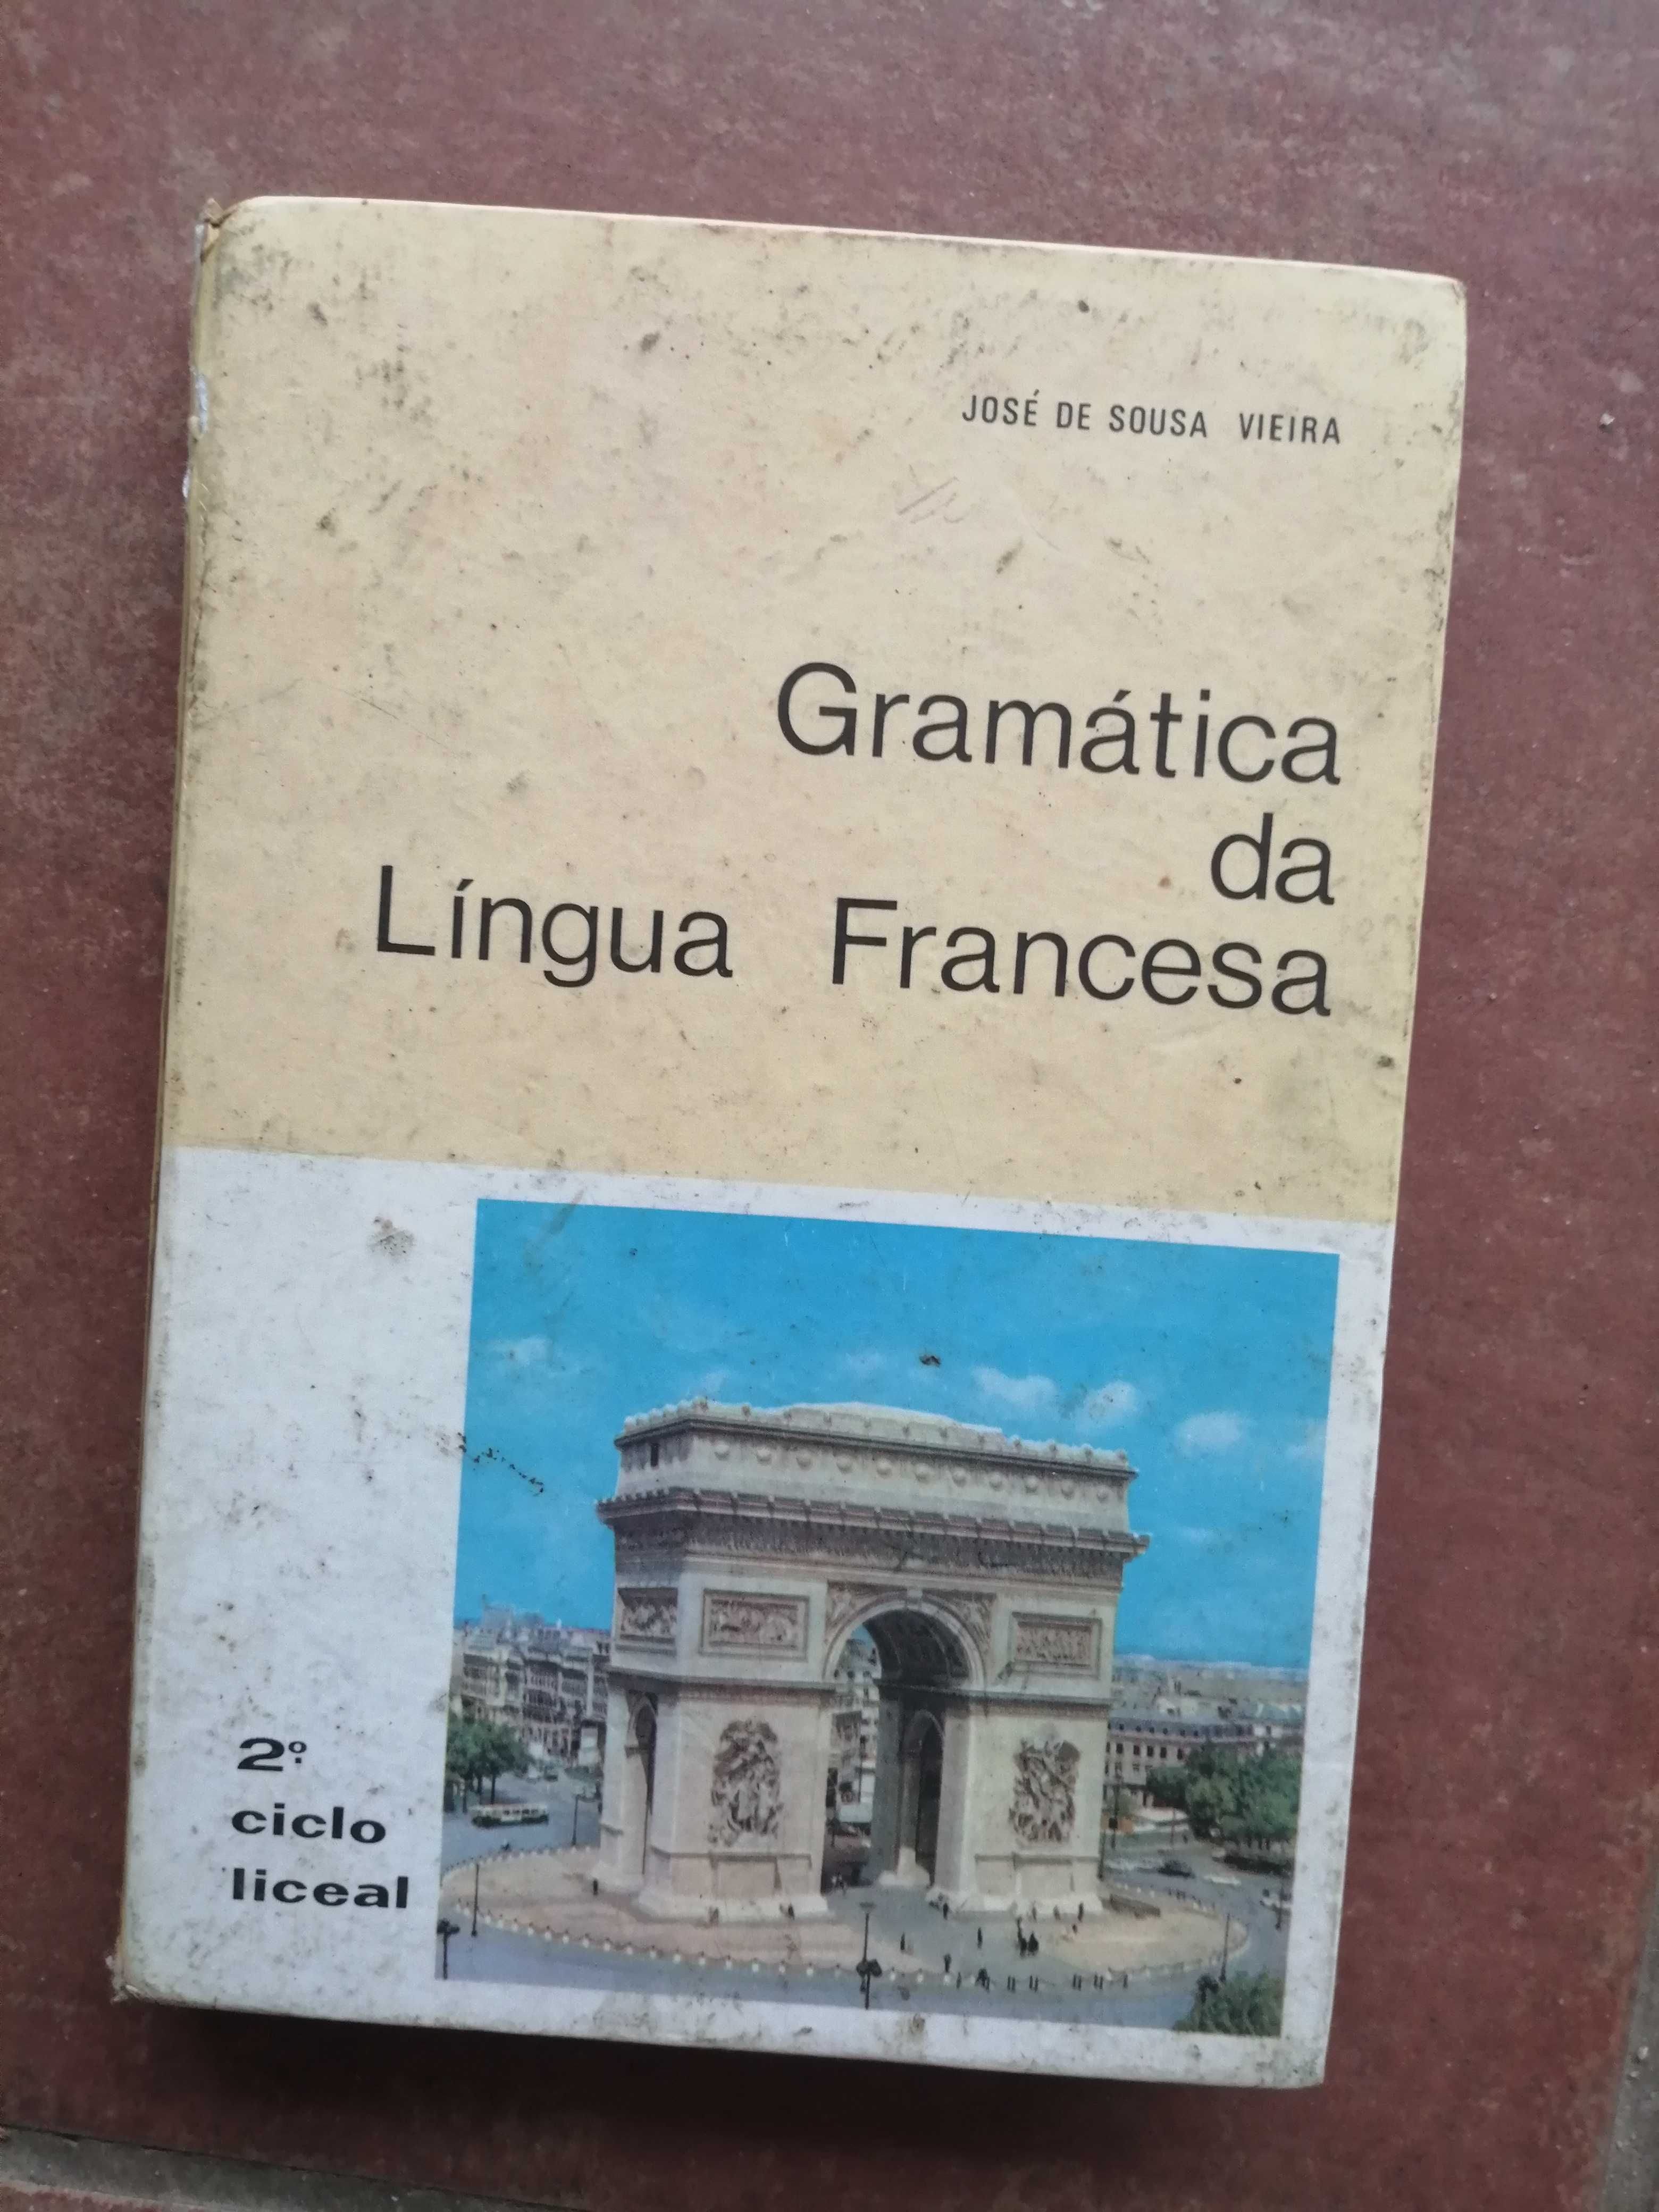 JOSÉ DE SOUSA VIEIRA
Gramática
da
Língua Francesa
2º.
ciclo
liceal